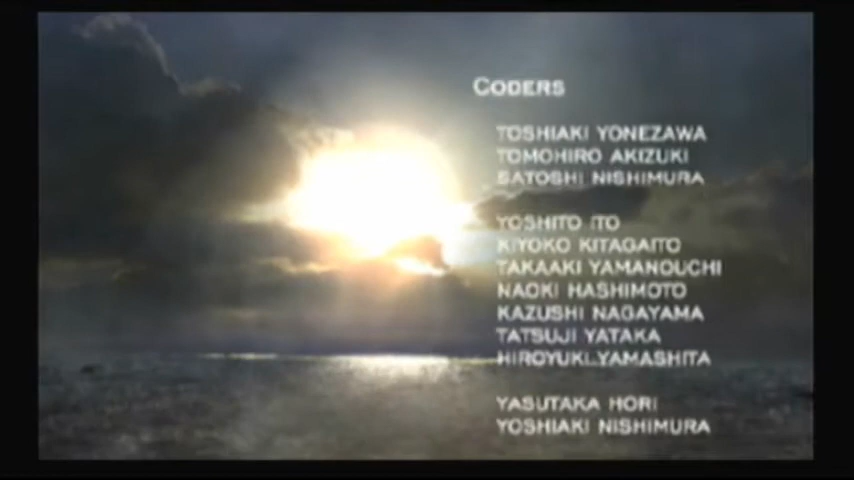 CODERS
TOSHIAKI YONEZAWA
TOMOHIRO AKIZUKI
SATOSHI NISHIMURA
YOSHITO ITO
KIYOKO KITAGAITO
TAKAAKI YAMANOUCHI
NAOKI HASHIMOTO
KAZUSHI NAGAYAMA
TATSUJI YATAKA
HIROYUKI YAMASHITA
YASUTAKA HORI
YOSHIAKI NISHIMURA